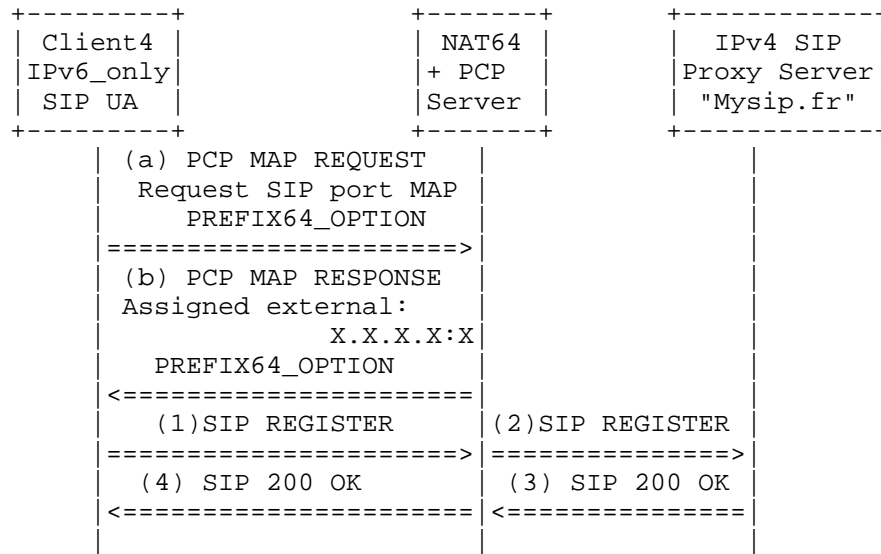 Client4 NAT64 IPv4 SIP
IPv6_only + PCP Proxy Server
SIP UA Server "Mysip.fr"
(a) PCP MAP REQUEST
Request SIP port MAP
PREFIX64_OPTION
(b) PCP MAP RESPONSE
Assigned external:
X.X.X.X:X
PREFIX64_OPTION
(1)SIP REGISTER (2)SIP REGISTER
(4) SIP 200 OK (3) SIP 200 OK